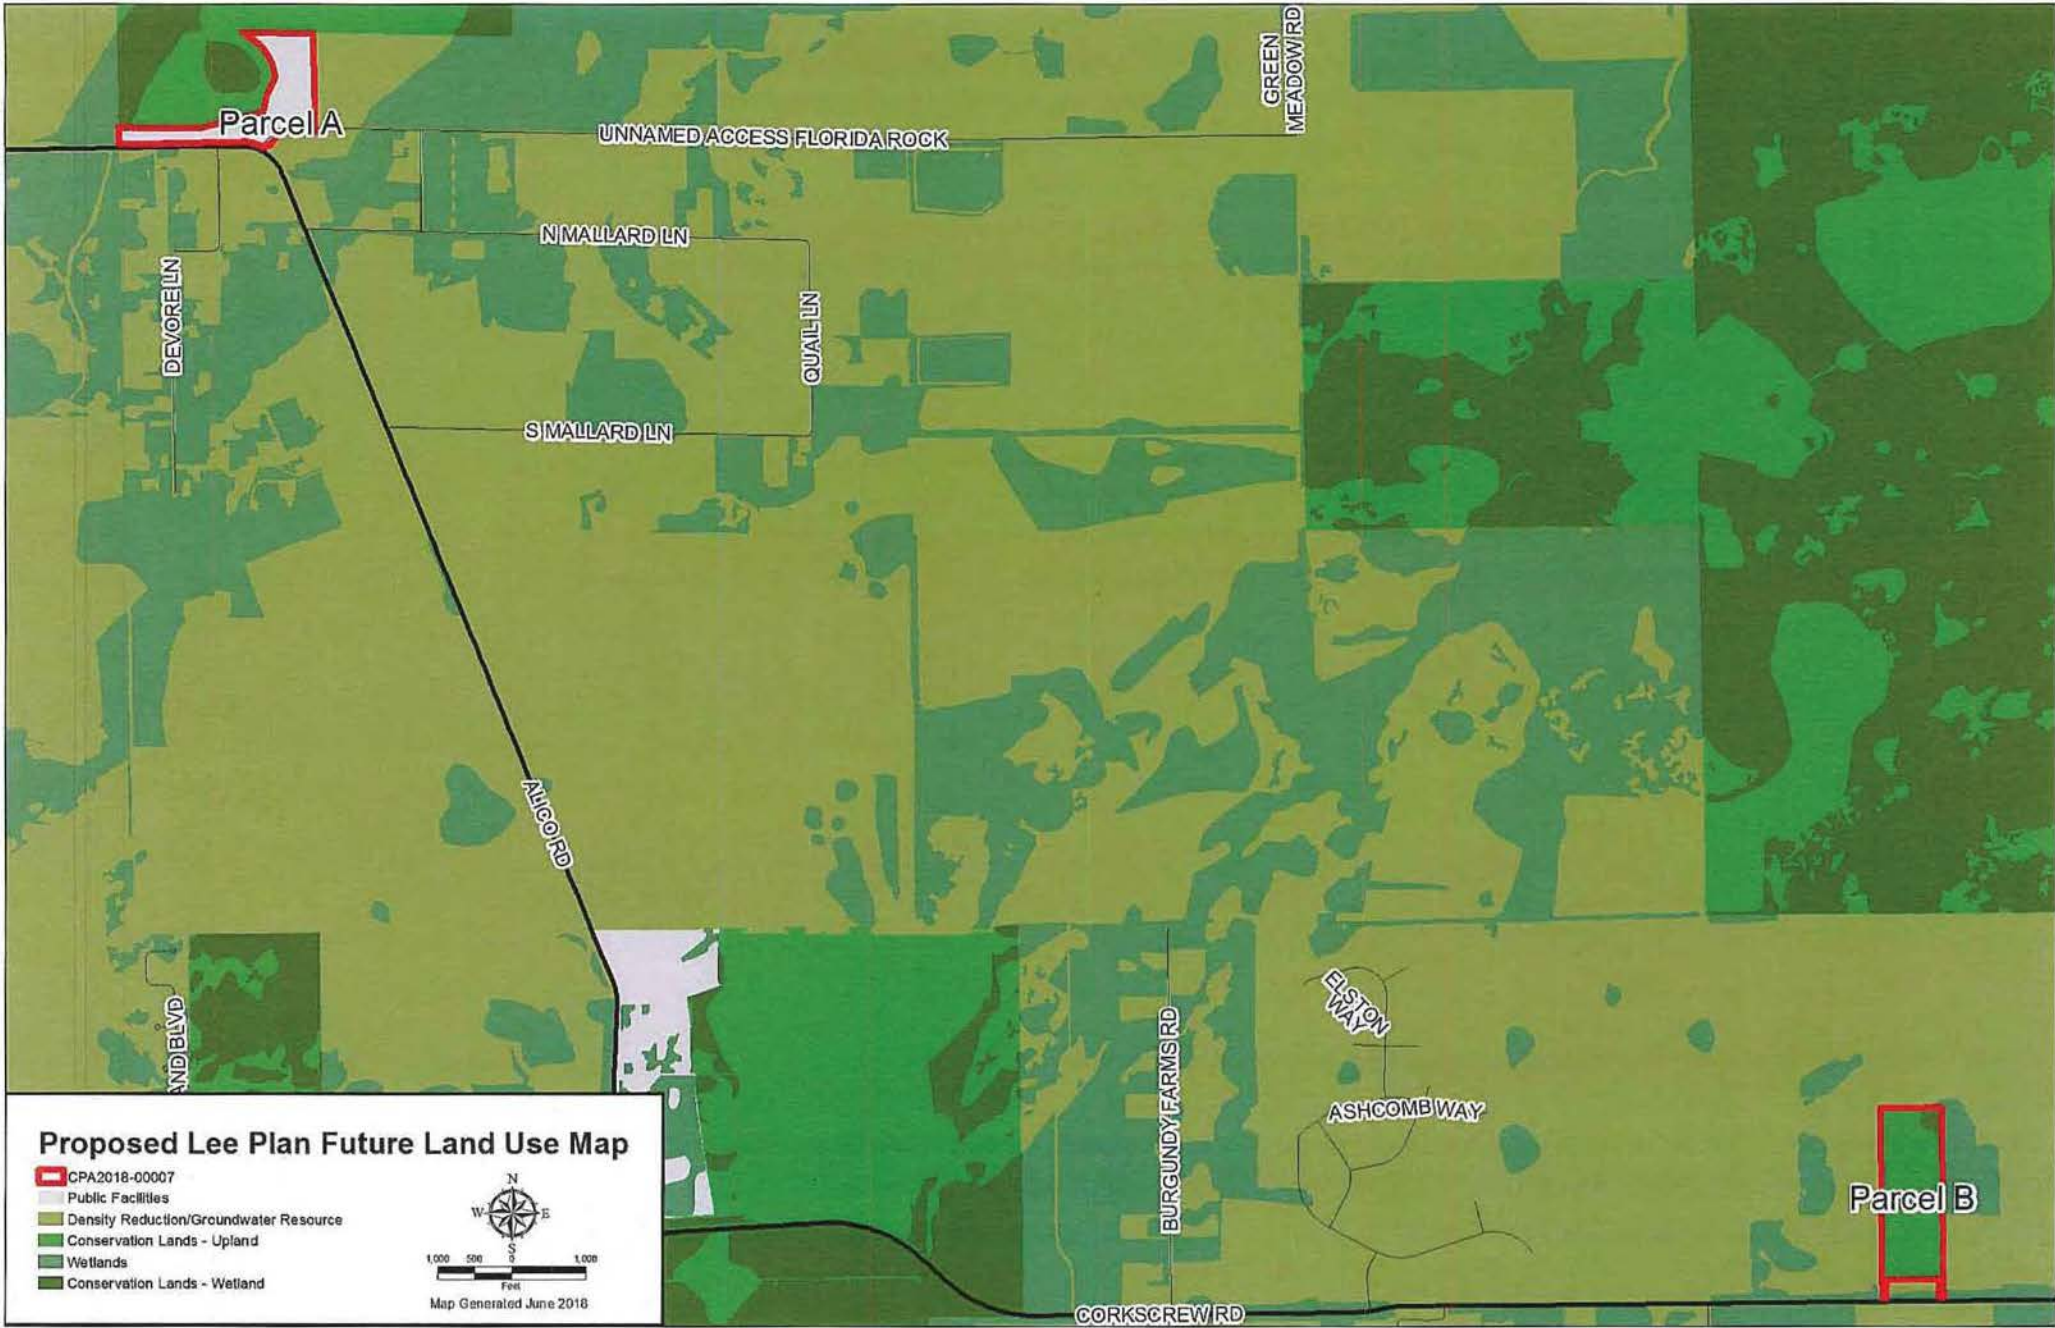 GREEN
MEADOW RD
Parcel A
UNNAMED ACCESS FLORIDA ROCK
N MALLARD LN
DEVORE LN
QUAIL LN
S MALLARD LN
ALICO RD
ELSTON
WAY
AND BLVD
BURGUNDY FARMS RD
ASHCOMB WAY
Parcel B
CORKSCREW RD
Proposed Lee Plan Future Land Use Map
CPA2018-00007
Public Facilities
Density Reduction/Groundwater Resource
Conservation Lands - Upland
Wetlands
Conservation Lands - Wetland
N
W E
S
1,000 500 0 1,000
Feet
Map Generated June 2018